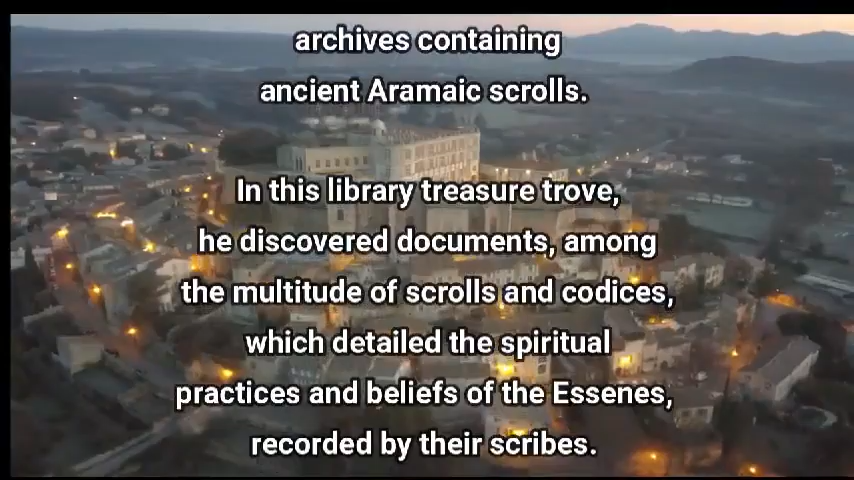 archives containing
ancient Aramaic scrolls.
In this library treasure trove,
he discovered documents, among
the multitude of scrolls and codices,
which detailed the spiritual
practices and beliefs of the Essenes,
recorded by their scribes.